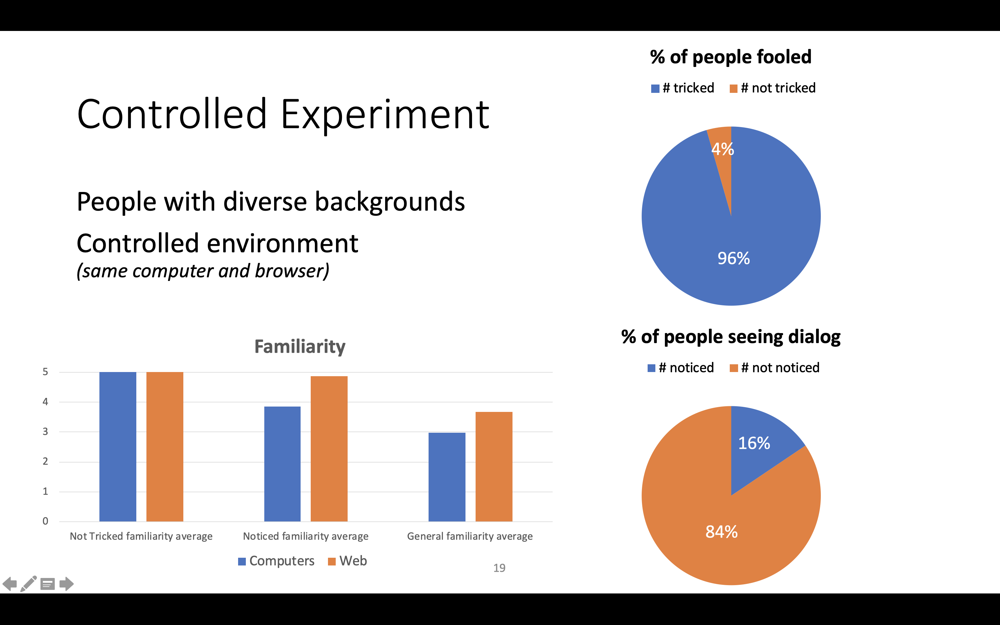 Controlled Experiment
People with diverse backgrounds
Controlled environment
(same computer and browser)
Familiarity
5
4
3
2
1
0
Not Tricked familiarity average
Noticed familiarity average
General familiarity average
Computers
Web
19
% of people fooled
# tricked
# not tricked
4%
96%
% of people seeing dialog
# noticed
# not noticed
16%
84%